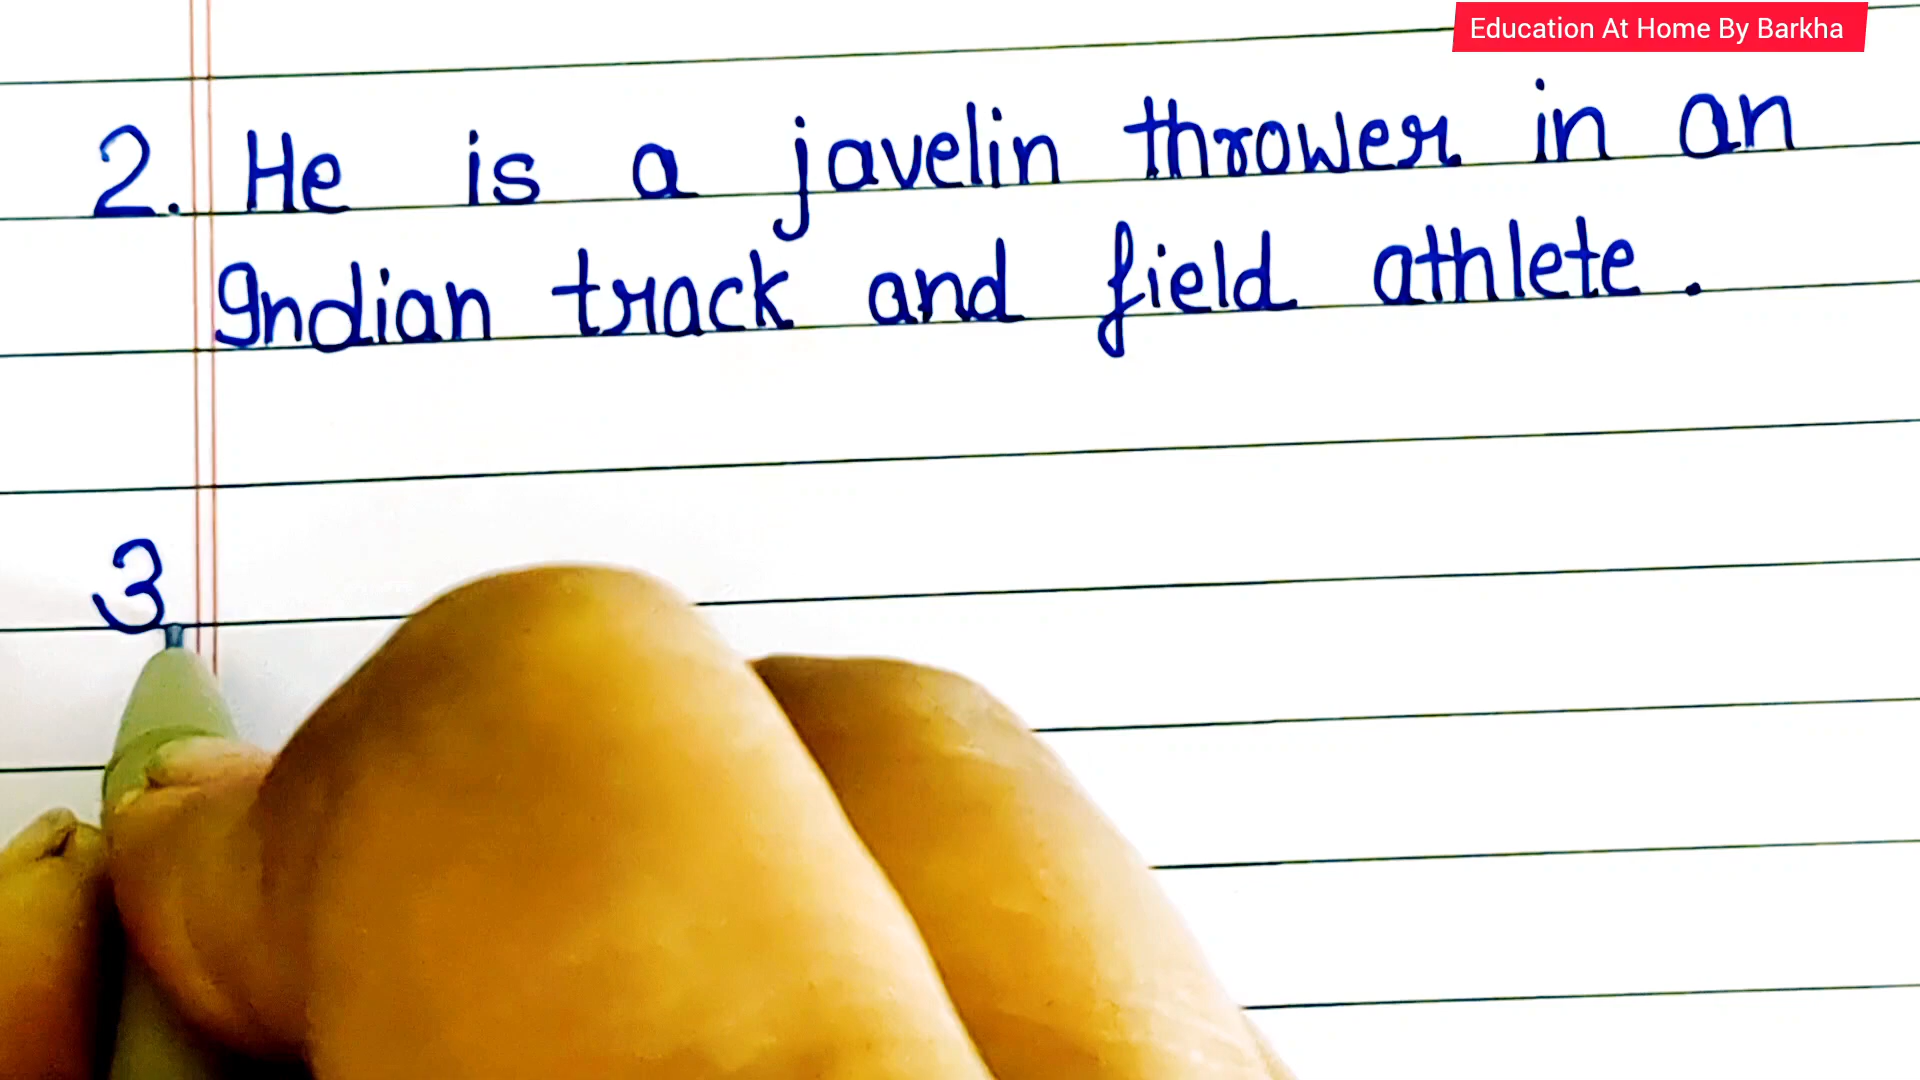 Education At Home By Barkha
2. He is a javelin thrower in an
Indian track and field athlete.
3